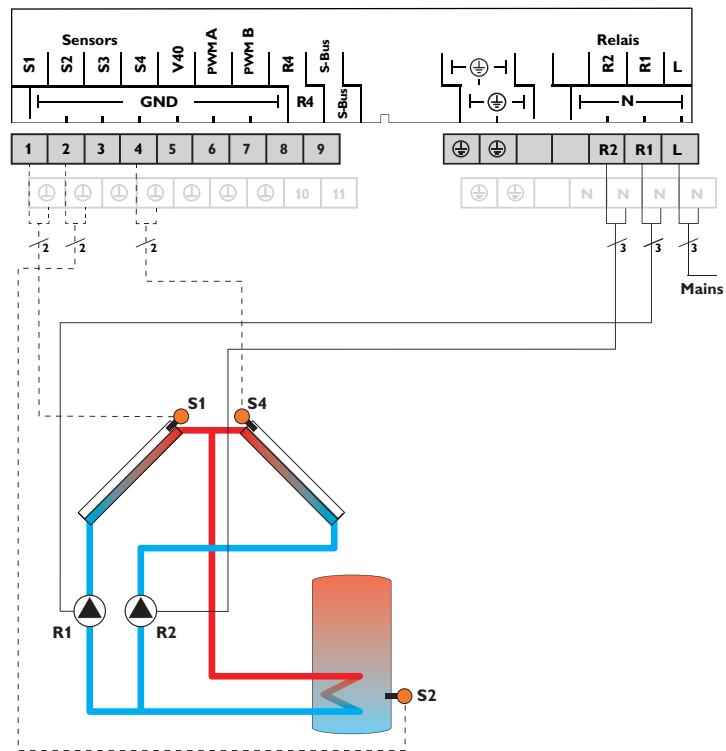 Sensors
Relais
S1 S2 S3 S4 V40 PWM A PWM B R4 S-Bus
R2 R1 L
GND
R4
S-Bus
N
1 2 3 4 5 6 7 8 9
R2 R1 L
10 11
N N N N
2 2 2
3 3 3
Mains
S1 S4
R1 R2
S2